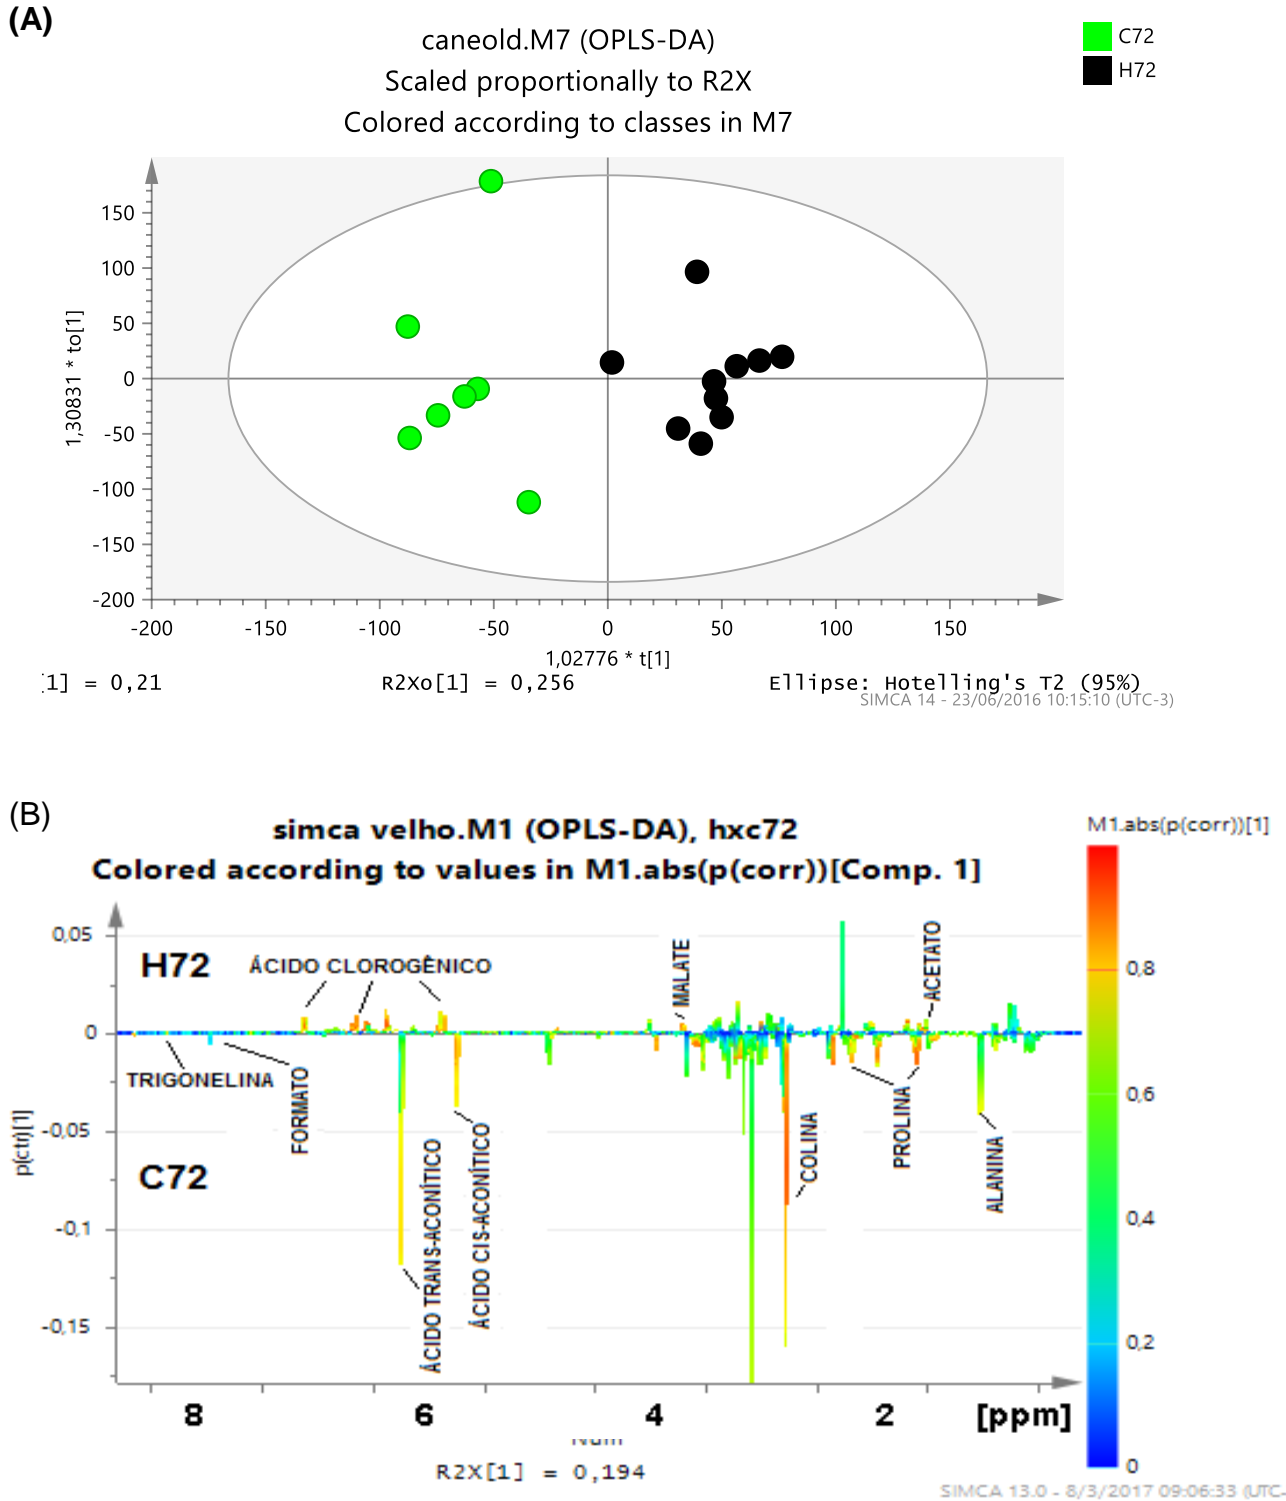 (A)
caneold.M7 (OPLS-DA)
Scaled proportionally to R2X
Colored according to classes in M7
C72
H72
150
100
50
0
-50
-100
-150
-200
1,30831 * to[1]
-200 -150 -100 -50 0 50 100 150
1,02776 * t[1]
1] = 0,21 R2Xo[1] = 0,256 Ellipse: Hotelling's T2 (95%)
SIMCA 14 - 23/06/2016 10:15:10 (UTC-3)
(B)
simca velho.M1 (OPLS-DA), hxc72
Colored according to values in M1.abs(p(corr))[Comp. 1]
M1.abs(p(corr))[1]
0,05
0
-0,05
-0,1
-0,15
p(ctr)[1]
H72
ÁCIDO CLOROGÊNICO
MALATE
ACETATO
TRIGONELINA
FORMATO
C72
ÁCIDO TRANS-ACONÍTICO
ÁCIDO CIS-ACONÍTICO
COLINA
PROLINA
ALANINA
0,8
0,6
0,4
0,2
0
8 6 4 2 [ppm]
Num
R2X[1] = 0,194
SIMCA 13.0 - 8/3/2017 09:06:33 (UTC-